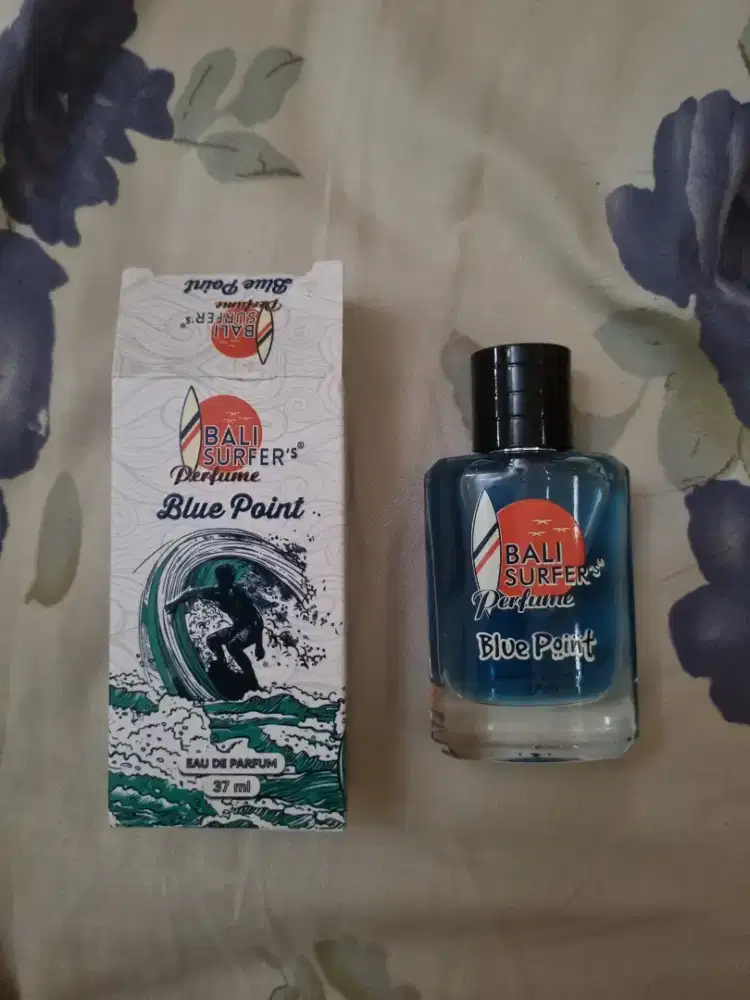 Blue Point
Perfume
BALI
SURFER'S®
BALI
SURFER'S®
Perfume
Blue Point
EAU DE PARFUM
37 ml
BALI
SURFER'S
Perfume
Blue Point